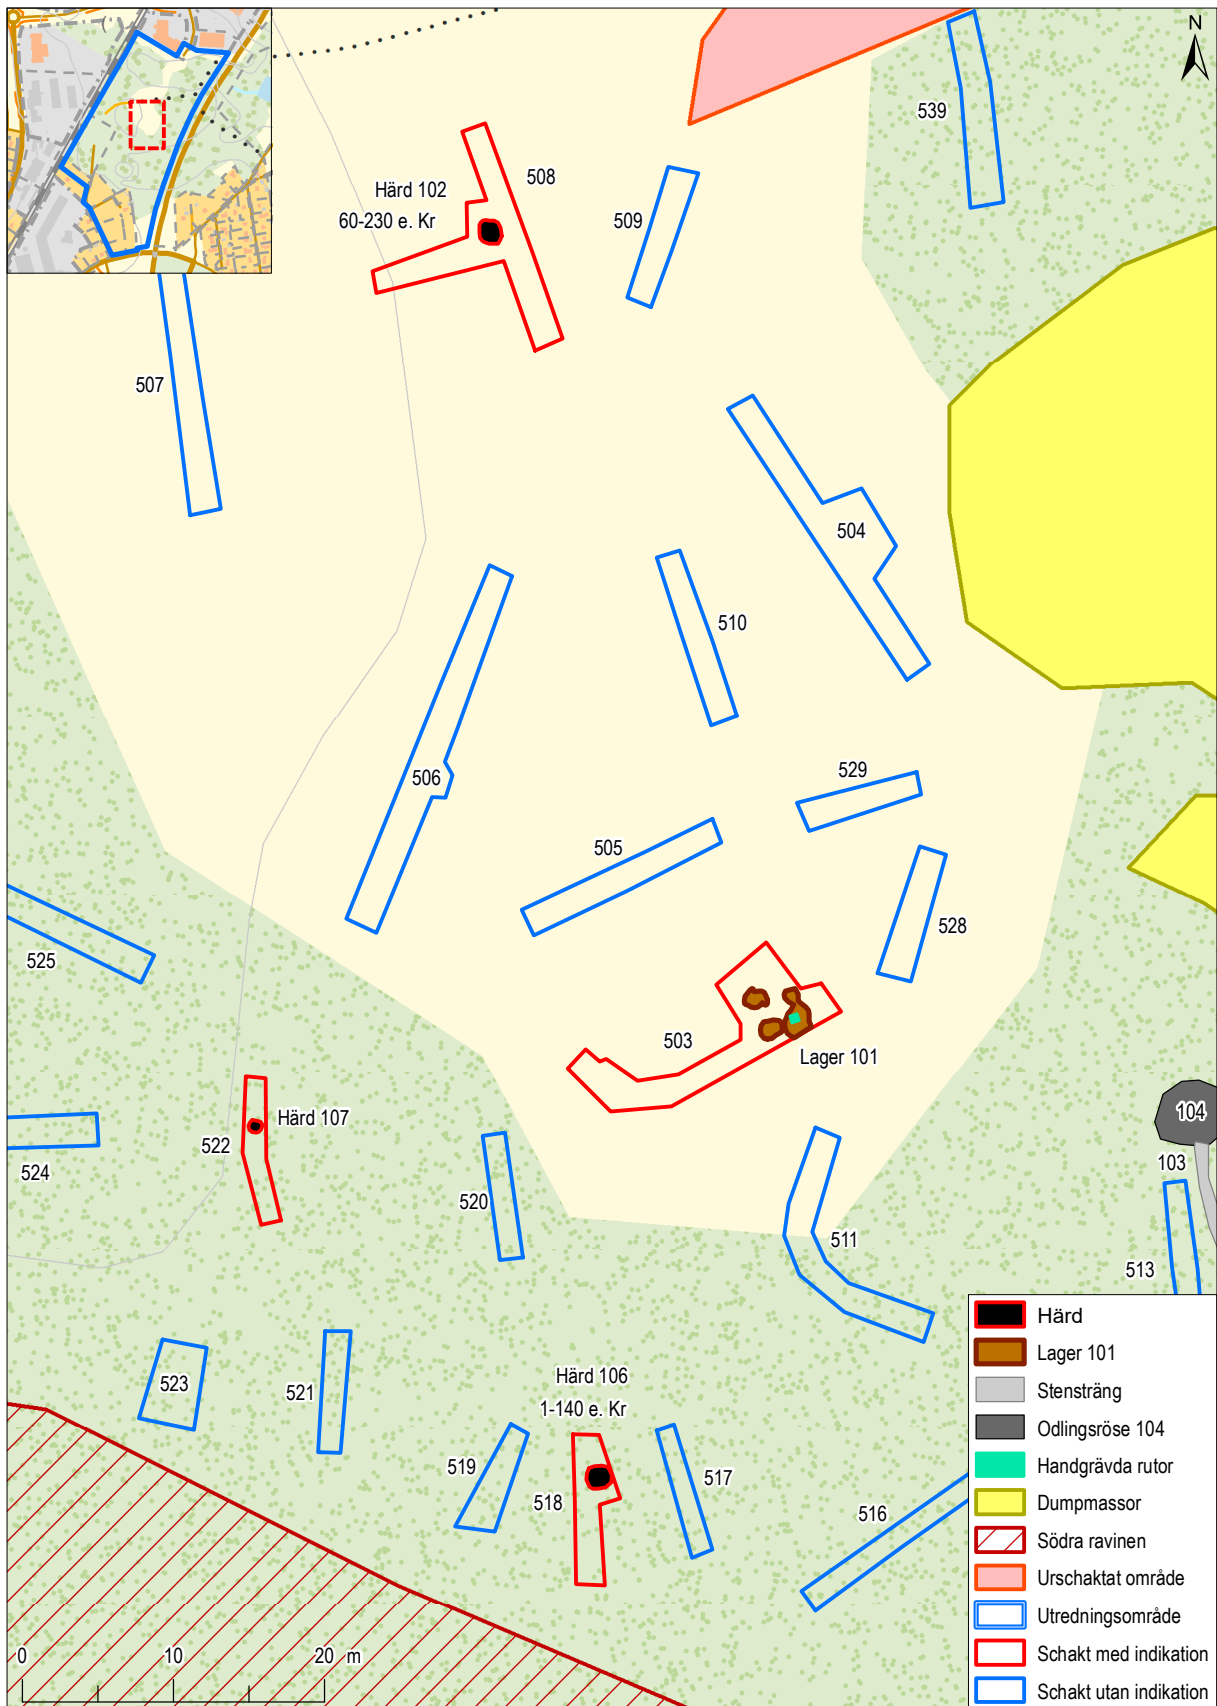 N
539
508
Härd 102
60-230 e. Kr
509
507
504
510
506
529
505
528
525
503
Lager 101
104
Härd 107
522
524
103
520
511
513
523
521
Härd 106
1-140 e. Kr
519
517
518
516
0 10 20 m
Härd
Lager 101
Stensträng
Odlingsröse 104
Handgrävda rutor
Dumpmassor
Södra ravinen
Urschaktat område
Utredningsområde
Schakt med indikation
Schakt utan indikation